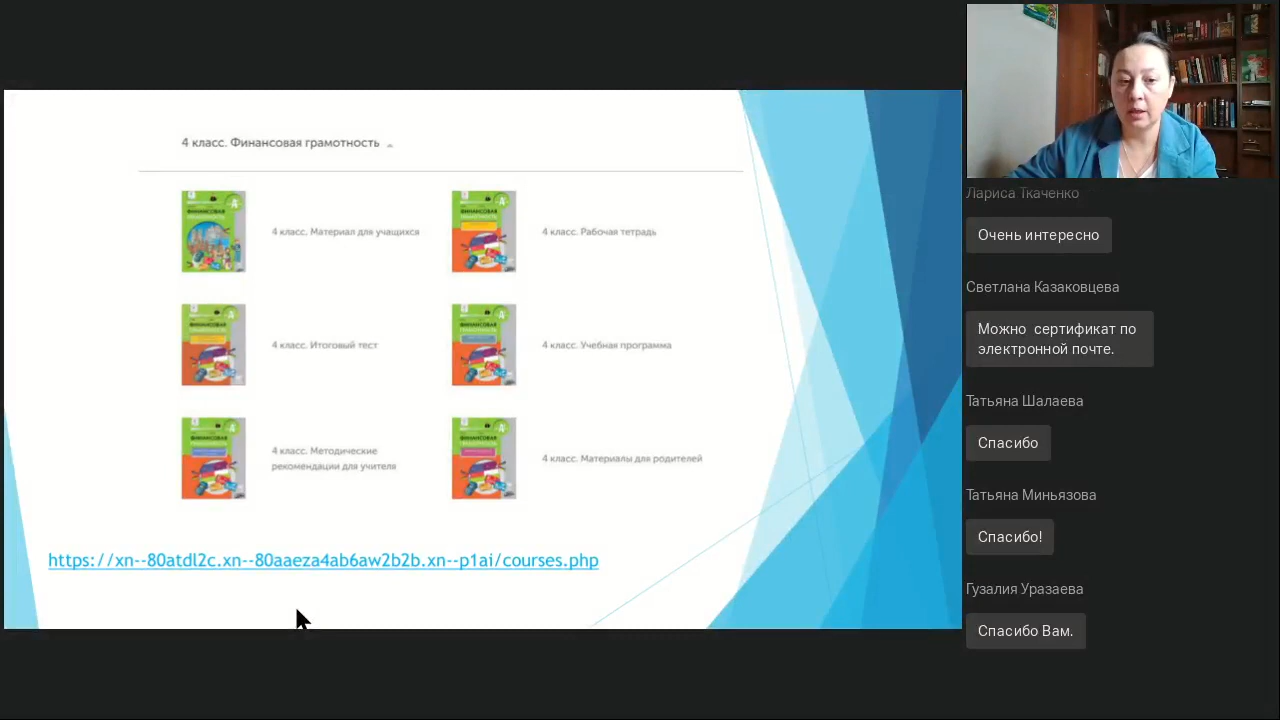 4 класс. Финансовая грамотность
4 класс. Материал для учащихся
4 класс. Рабочая тетрадь
4 класс. Итоговый тест
4 класс. Учебная программа
4 класс. Методические
рекомендации для учителя
4 класс. Материалы для родителей
https://xn--80atdl2c.xn--80aaeza4ab6aw2b2b.xn--p1ai/courses.php
Лариса Ткаченко
Очень интересно
Светлана Казаковцева
Можно сертификат по
электронной почте.
Татьяна Шалаева
Спасибо
Татьяна Миньязова
Спасибо!
Гузалия Уразаева
Спасибо Вам.